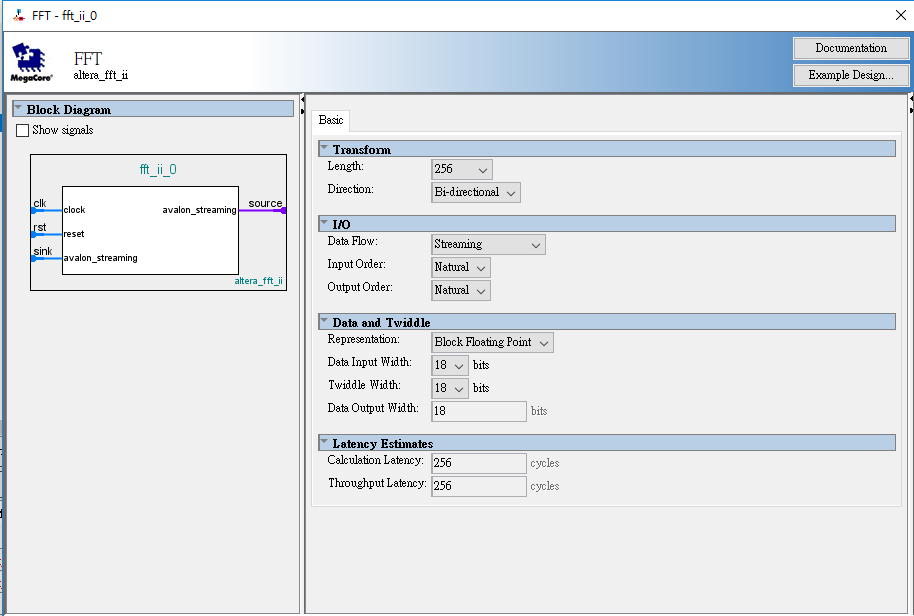 FFT - fft_ii_0
FFT
altera_fft_ii
MegaCore®
Documentation
Example Design...
Block Diagram
Show signals
fft_ii_0
clk
clock
avalon_streaming
source
rst
reset
sink
avalon_streaming
altera_fft_ii
Basic
Transform
Length: 256
Direction: Bi-directional
I/O
Data Flow: Streaming
Input Order: Natural
Output Order: Natural
Data and Twiddle
Representation: Block Floating Point
Data Input Width: 18 bits
Twiddle Width: 18 bits
Data Output Width: 18 bits
Latency Estimates
Calculation Latency: 256 cycles
Throughput Latency: 256 cycles